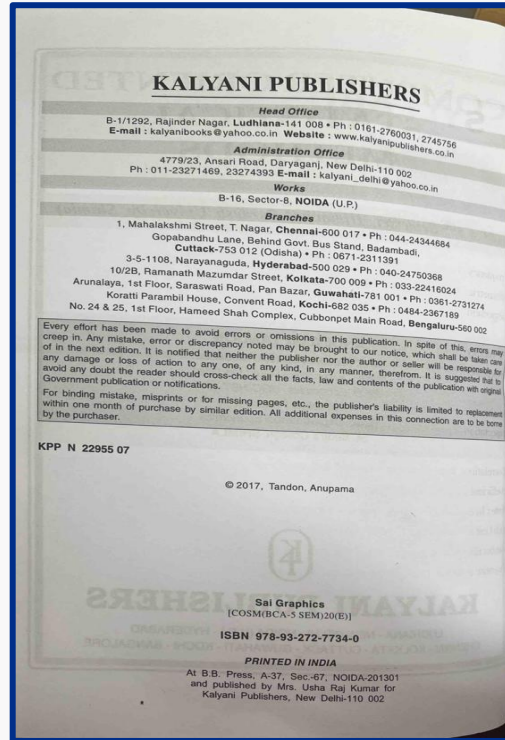 KALYANI PUBLISHERS
Head Office
B-1/1292, Rajinder Nagar, Ludhiana-141 008 • Ph : 0161-2760031, 2745756
E-mail : kalyanibooks@yahoo.co.in Website : www.kalyanipublishers.co.in
Administration Office
4779/23, Ansari Road, Daryaganj, New Delhi-110 002
Ph : 011-23271469, 23274393 E-mail : kalyani_delhi@yahoo.co.in
Works
B-16, Sector-8, NOIDA (U.P.)
Branches
1, Mahalakshmi Street, T. Nagar, Chennai-600 017 • Ph : 044-24344684
Gopabandhu Lane, Behind Govt. Bus Stand, Badambadi,
Cuttack-753 012 (Odisha) • Ph : 0671-2311391
3-5-1108, Narayanaguda, Hyderabad-500 029 • Ph : 040-24750368
10/2B, Ramanath Mazumdar Street, Kolkata-700 009 • Ph : 033-22416024
Arunalaya, 1st Floor, Saraswati Road, Pan Bazar, Guwahati-781 001 • Ph : 0361-2731274
Koratti Parambil House, Convent Road, Kochi-682 035 • Ph : 0484-2367189
No. 24 & 25, 1st Floor, Hameed Shah Complex, Cubbonpet Main Road, Bengaluru-560 002
Every effort has been made to avoid errors or omissions in this publication. In spite of this, errors may
creep in. Any mistake, error or discrepancy noted may be brought to our notice, which shall be taken care
of in the next edition. It is notified that neither the publisher nor the author or seller will be responsible for
any damage or loss of action to any one, of any kind, in any manner, therefrom. It is suggested that to
avoid any doubt the reader should cross-check all the facts, law and contents of the publication with original
Government publication or notifications.
For binding mistake, misprints or for missing pages, etc., the publisher's liability is limited to replacement
within one month of purchase by similar edition. All additional expenses in this connection are to be borne
by the purchaser.
KPP N 22955 07
© 2017, Tandon, Anupama
Sai Graphics
[COSM(BCA-5 SEM)20(E)]
ISBN 978-93-272-7734-0
PRINTED IN INDIA
At B.B. Press, A-37, Sec.-67, NOIDA-201301
and published by Mrs. Usha Raj Kumar for
Kalyani Publishers, New Delhi-110 002